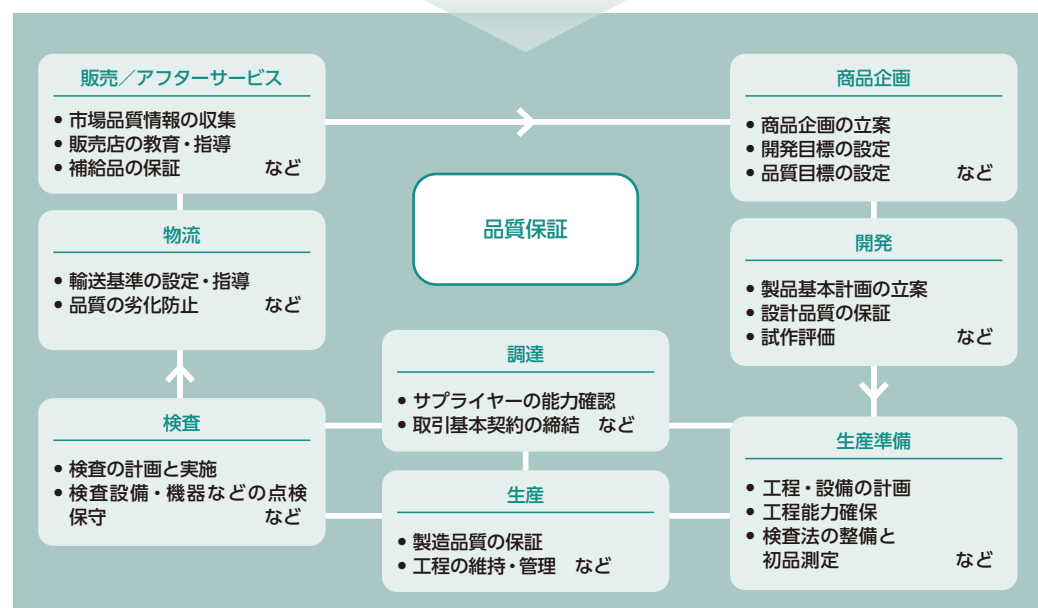 販売／アフターサービス
• 市場品質情報の収集
• 販売店の教育・指導
• 補給品の保証 など
商品企画
• 商品企画の立案
• 開発目標の設定
• 品質目標の設定 など
品質保証
物流
• 輸送基準の設定・指導
• 品質の劣化防止 など
開発
• 製品基本計画の立案
• 設計品質の保証
• 試作評価 など
調達
• サプライヤーの能力確認
• 取引基本契約の締結 など
検査
• 検査の計画と実施
• 検査設備・機器などの点検
保守 など
生産
• 製造品質の保証
• 工程の維持・管理 など
生産準備
• 工程・設備の計画
• 工程能力確保
• 検査法の整備と
初品測定 など